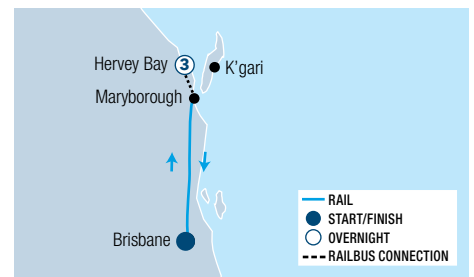 Hervey Bay 3 K'gari
Maryborough
Brisbane
RAIL
START/FINISH
OVERNIGHT
RAILBUS CONNECTION